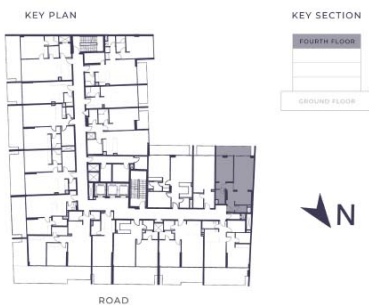 KEY PLAN
KEY SECTION
FOURTH FLOOR
GROUND FLOOR
N
ROAD